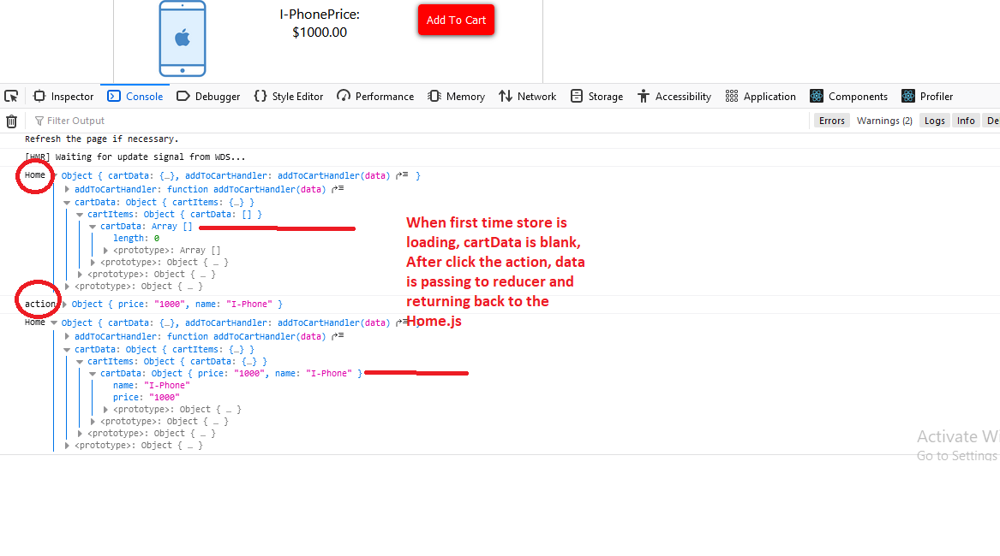 I-PhonePrice:
$1000.00
Add To Cart
Inspector Console Debugger {} Style Editor Performance Memory Network Storage Accessibility Application Components Profiler
Filter Output Errors Warnings (2) Logs Info De
Refresh the page if necessary.
[HMR] Waiting for update signal from WDS...
Home Object { cartData: {…}, addToCartHandler: addToCartHandler(data) }
addToCartHandler: function addToCartHandler(data)
cartData: Object { cartItems: {…} }
cartItems: Object { cartData: [] }
cartData: Array []
length: 0
<prototype>: Array []
<prototype>: Object { … }
<prototype>: Object { … }
<prototype>: Object { … }
When first time store is
loading, cartData is blank,
After click the action, data
is passing to reducer and
returning back to the
Home.js
action Object { price: "1000", name: "I-Phone" }
Home Object { cartData: {…}, addToCartHandler: addToCartHandler(data) }
addToCartHandler: function addToCartHandler(data)
cartData: Object { cartItems: {…} }
cartItems: Object { cartData: {…} }
cartData: Object { price: "1000", name: "I-Phone" }
name: "I-Phone"
price: "1000"
<prototype>: Object { … }
<prototype>: Object { … }
<prototype>: Object { … }
<prototype>: Object { … }
Activate Wi
Go to Settings